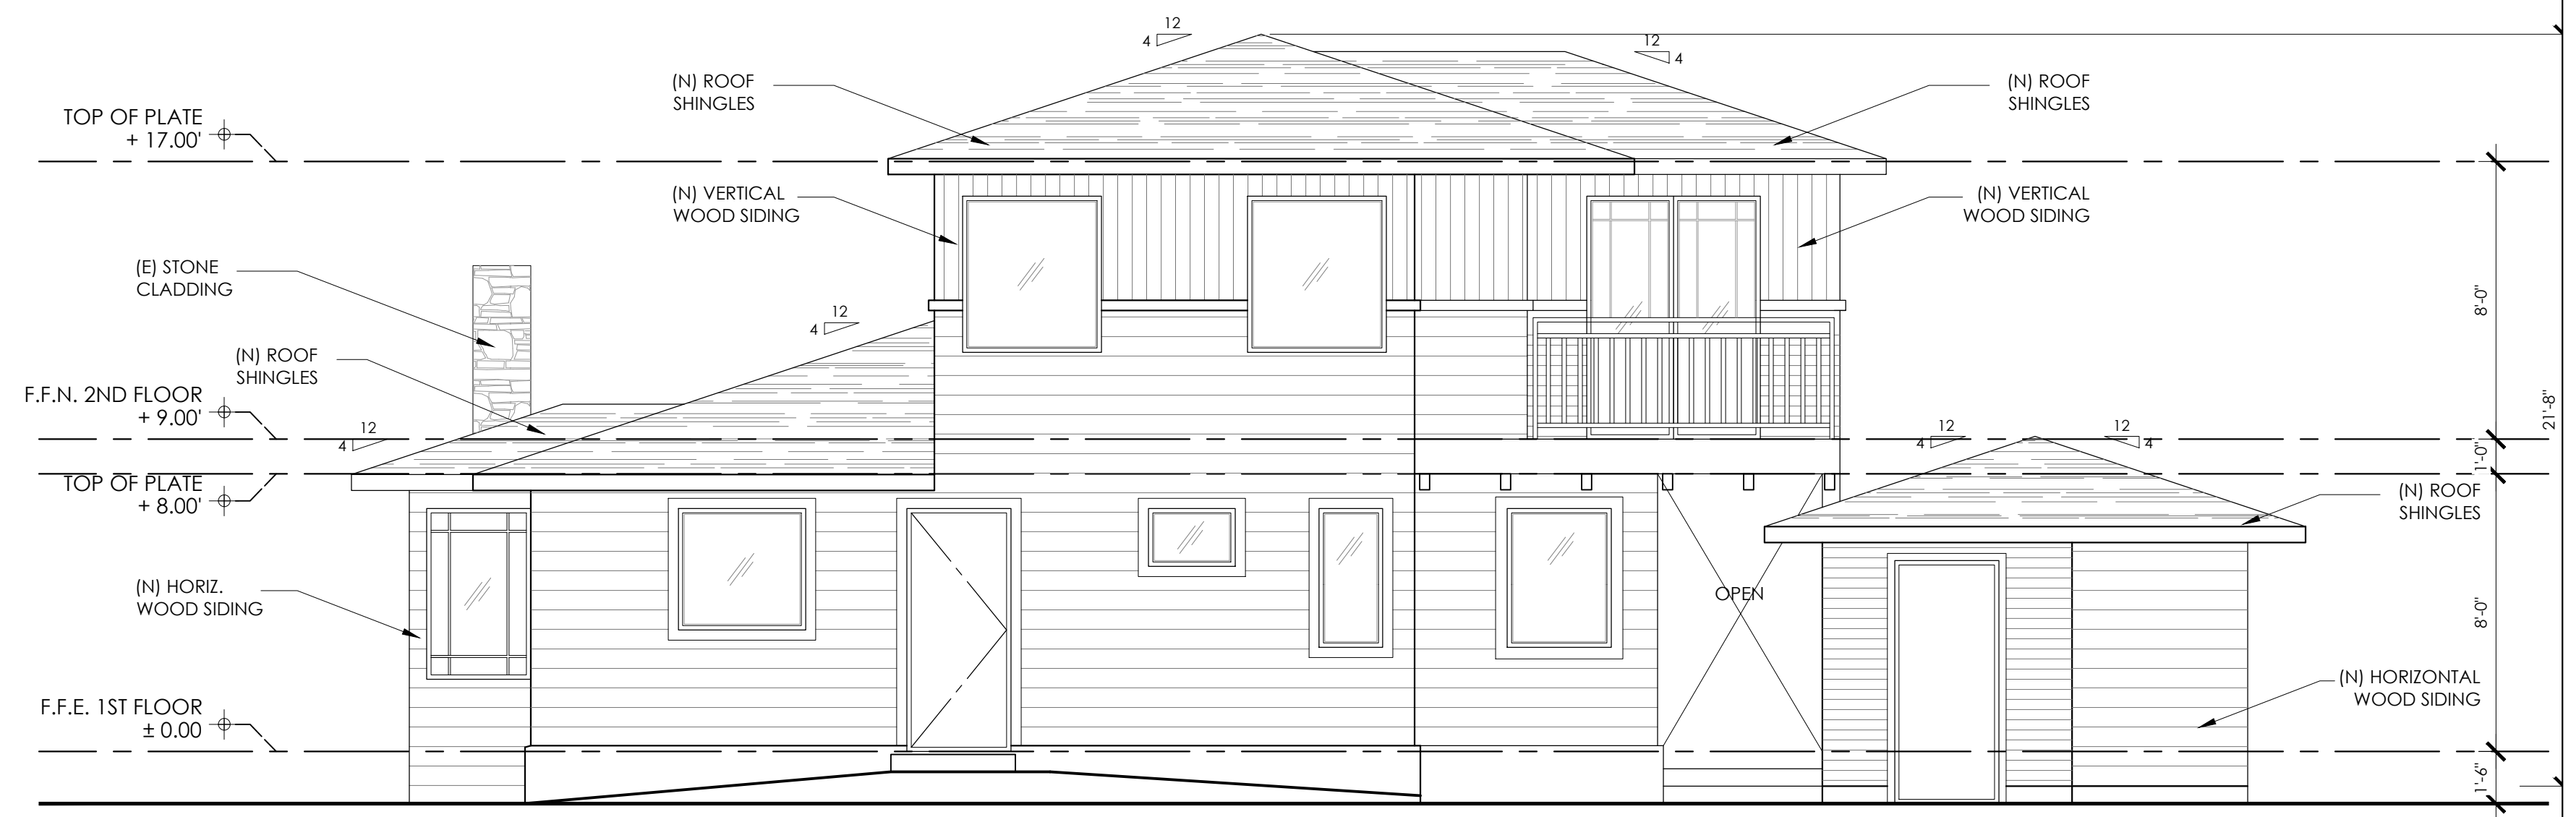 12
4
12
4
(N) ROOF
SHINGLES
(N) ROOF
SHINGLES
TOP OF PLATE
+ 17.00'
(N) VERTICAL
WOOD SIDING
(N) VERTICAL
WOOD SIDING
(E) STONE
CLADDING
8'-0"
12
4
(N) ROOF
SHINGLES
F.F.N. 2ND FLOOR
+ 9.00'
21'-8"
12
4
12
4
12
4
1'-0"
TOP OF PLATE
+ 8.00'
(N) ROOF
SHINGLES
OPEN
8'-0"
(N) HORIZ.
WOOD SIDING
(N) HORIZONTAL
WOOD SIDING
F.F.E. 1ST FLOOR
± 0.00
1'-6"